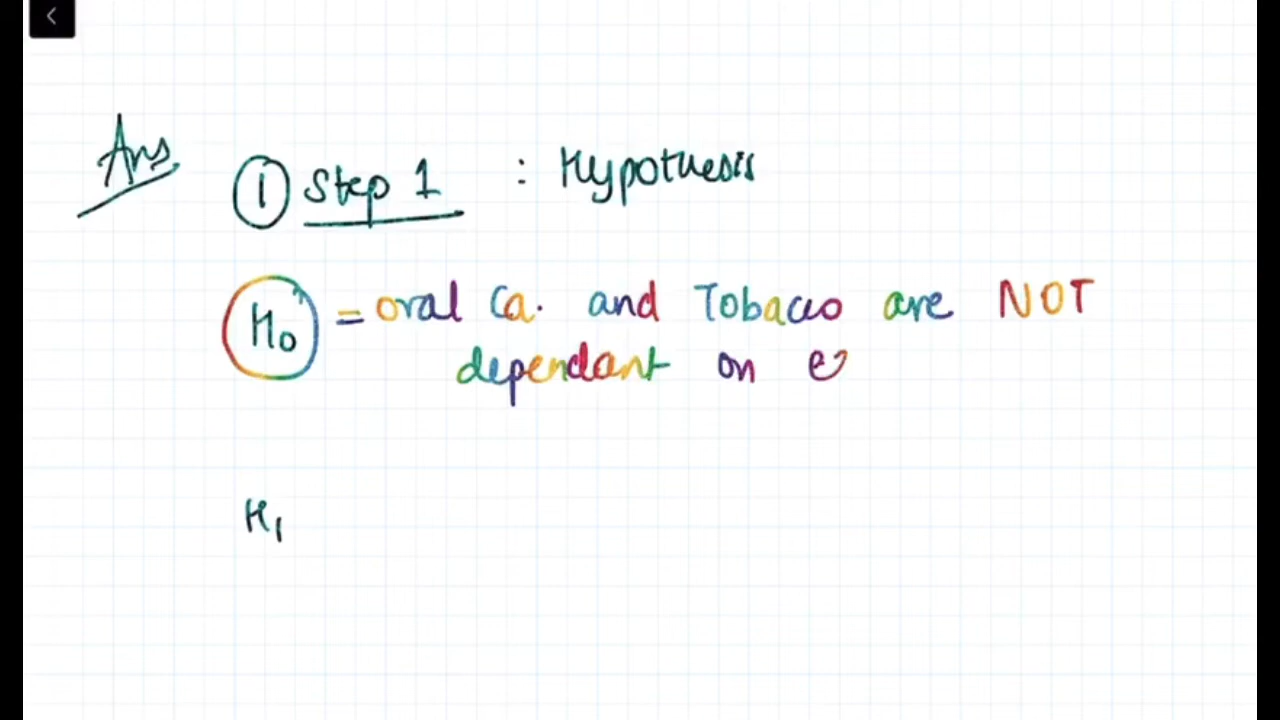 Ans
① Step 1 : Hypothesis
H₀ = oral Ca. and Tobacco are NOT
dependant on
H₁